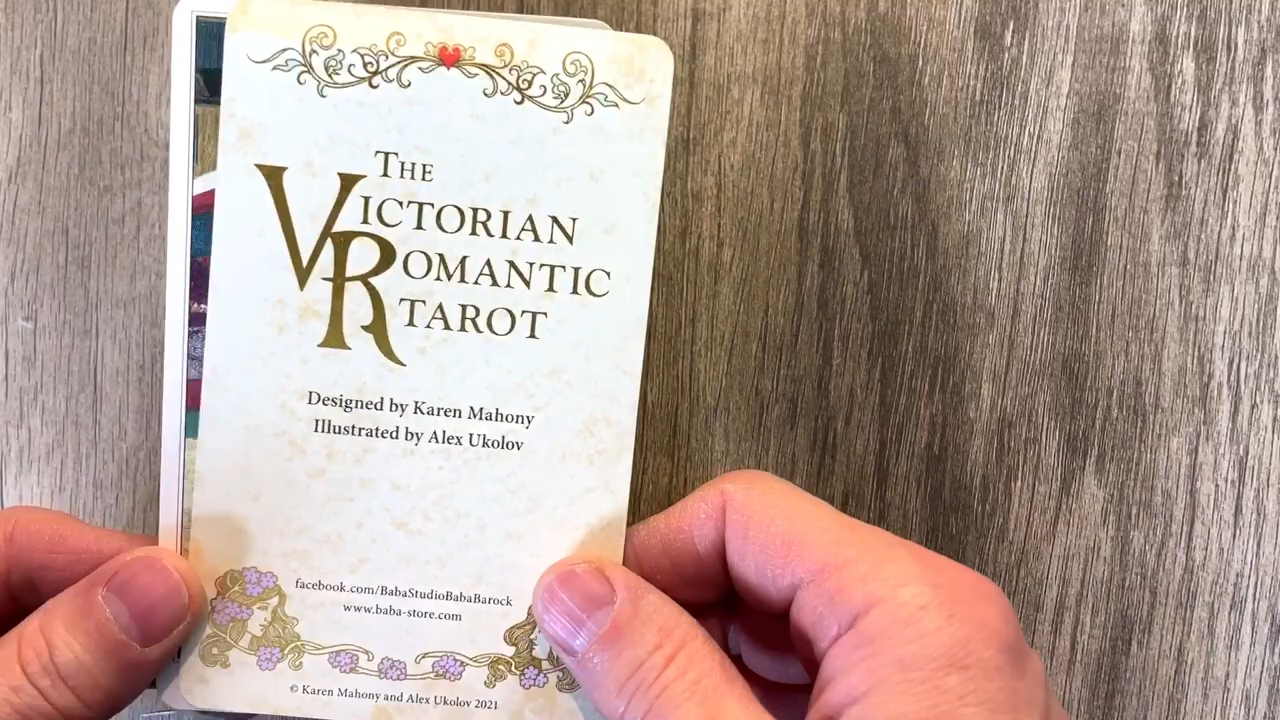 THE
VICTORIAN
ROMANTIC
TAROT
Designed by Karen Mahony
Illustrated by Alex Ukolov
facebook.com/BabaStudioBabaBarock
www.baba-store.com
© Karen Mahony and Alex Ukolov 2021